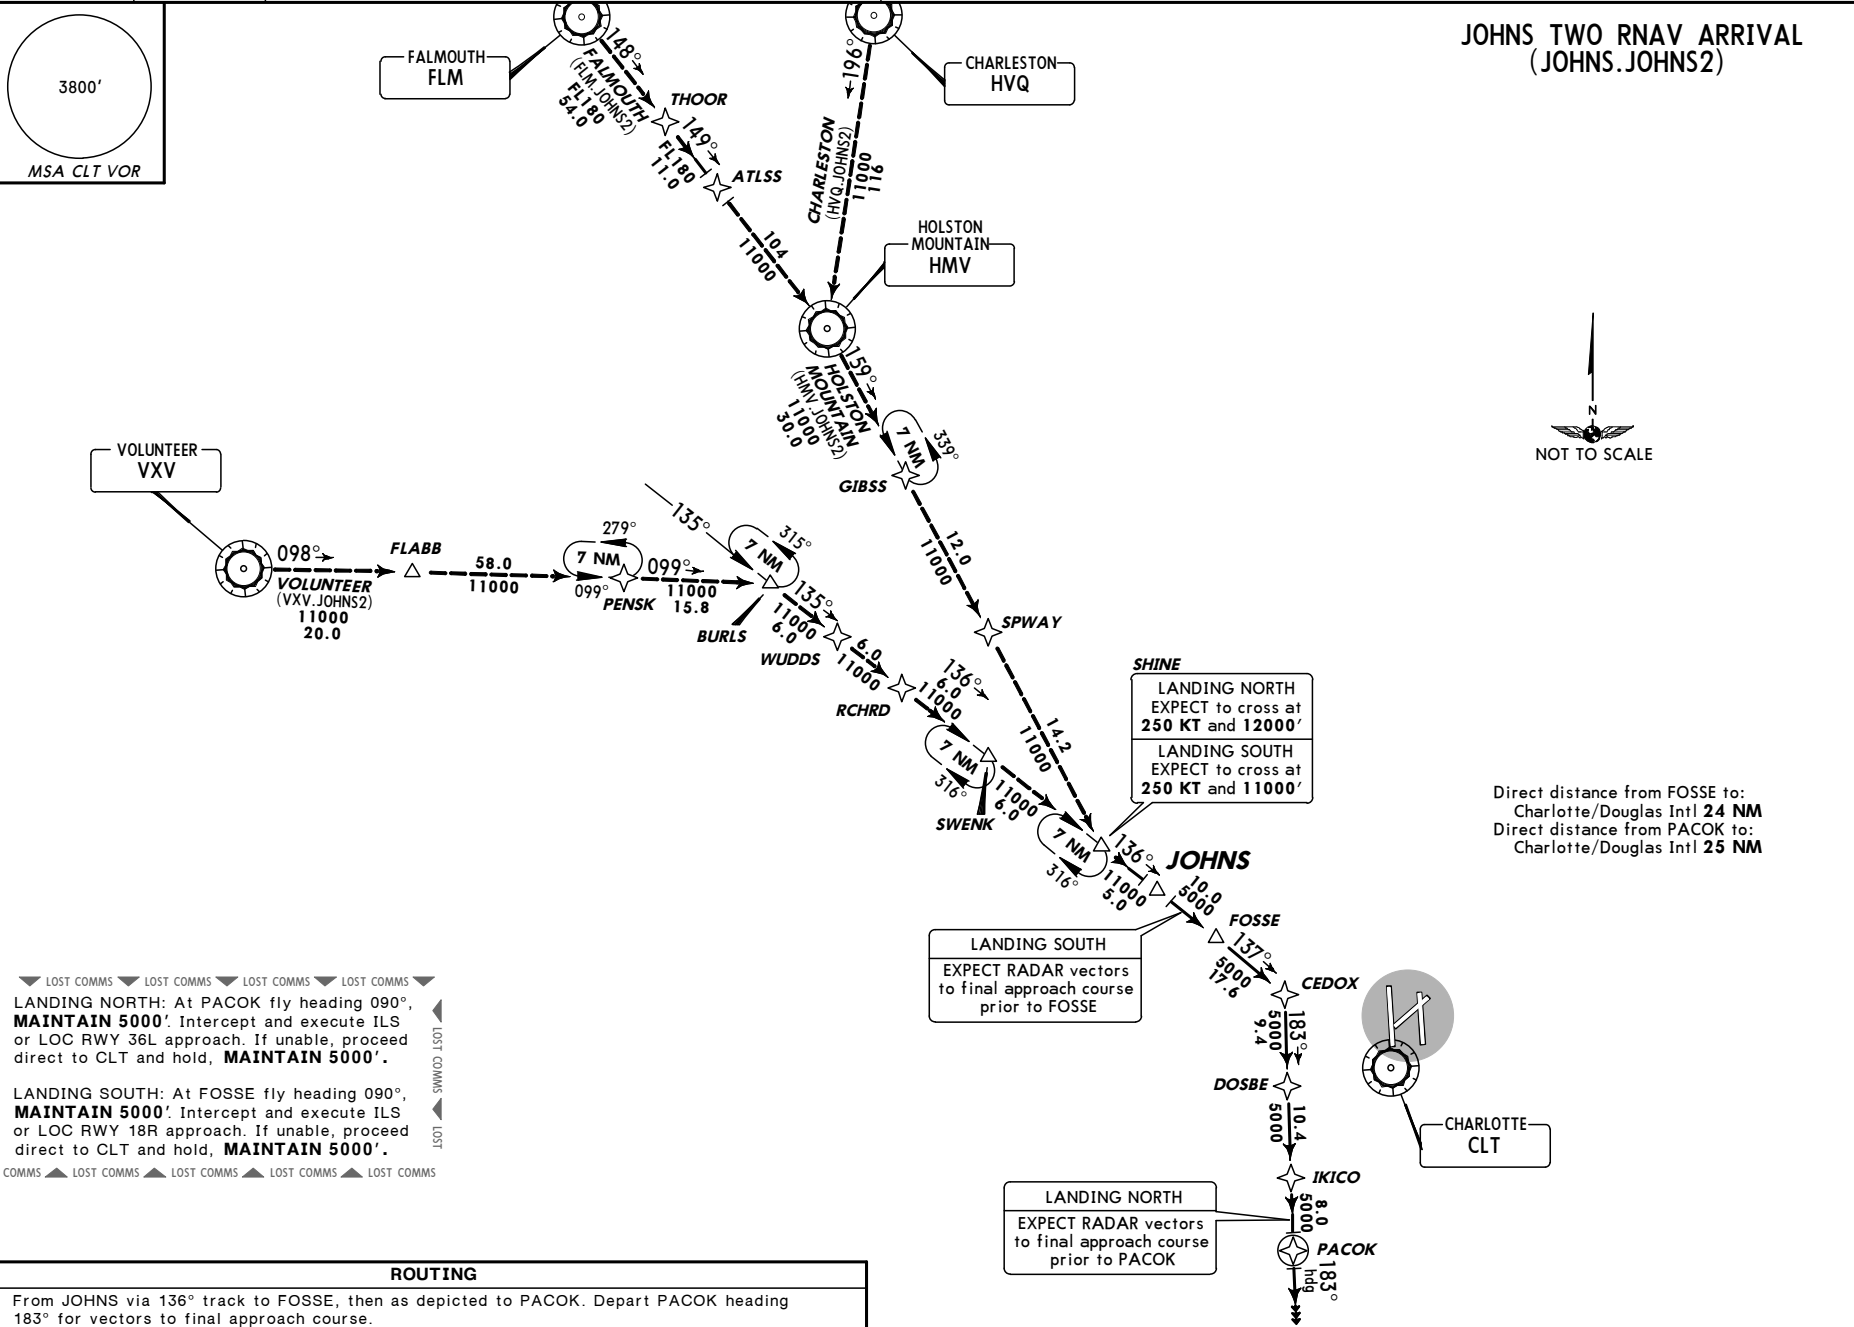 JOHNS TWO RNAV ARRIVAL
(JOHNS.JOHNS2)
3800'
MSA CLT VOR
FALMOUTH
FLM
CHARLESTON
HVQ
148°
FALMOUTH
(FLM.JOHNS2)
FL180
54.0
THOOR
149°
FL180
11.0
ATLSS
104
11000
196°
CHARLESTON
(HVQ.JOHNS2)
11000
116
HOLSTON
MOUNTAIN
HMV
159°
HOLSTON
MOUNTAIN
(HMV.JOHNS2)
11000
30.0
7 NM
339°
GIBSS
12.0
11000
SPWAY
14.2
11000
N
NOT TO SCALE
VOLUNTEER
VXV
098°
VOLUNTEER
(VXV.JOHNS2)
11000
20.0
FLABB
58.0
11000
279°
7 NM
099°
PENSK
099°
11000
15.8
135°
315°
7 NM
BURLS
135°
11000
6.0
WUDDS
6.0
11000
RCHRD
136°
6.0
11000
7 NM
316°
SWENK
11000
6.0
7 NM
316°
SHINE
LANDING NORTH
EXPECT to cross at
250 KT and 12000'
LANDING SOUTH
EXPECT to cross at
250 KT and 11000'
136°
11000
5.0
JOHNS
10.0
5000
FOSSE
137°
5000
17.6
CEDOX
183°
5000
9.4
DOSBE
10.4
5000
IKICO
8.0
5000
PACOK
183°
hdg
Direct distance from FOSSE to:
Charlotte/Douglas Intl 24 NM
Direct distance from PACOK to:
Charlotte/Douglas Intl 25 NM
LANDING SOUTH
EXPECT RADAR vectors
to final approach course
prior to FOSSE
CHARLOTTE
CLT
LANDING NORTH
EXPECT RADAR vectors
to final approach course
prior to PACOK
LOST COMMS LOST COMMS LOST COMMS LOST COMMS
LOST COMMS LOST
LANDING NORTH: At PACOK fly heading 090°,
MAINTAIN 5000'. Intercept and execute ILS
or LOC RWY 36L approach. If unable, proceed
direct to CLT and hold, MAINTAIN 5000'.
LANDING SOUTH: At FOSSE fly heading 090°,
MAINTAIN 5000'. Intercept and execute ILS
or LOC RWY 18R approach. If unable, proceed
direct to CLT and hold, MAINTAIN 5000'.
COMMS LOST COMMS LOST COMMS LOST COMMS LOST COMMS
ROUTING
From JOHNS via 136° track to FOSSE, then as depicted to PACOK. Depart PACOK heading
183° for vectors to final approach course.